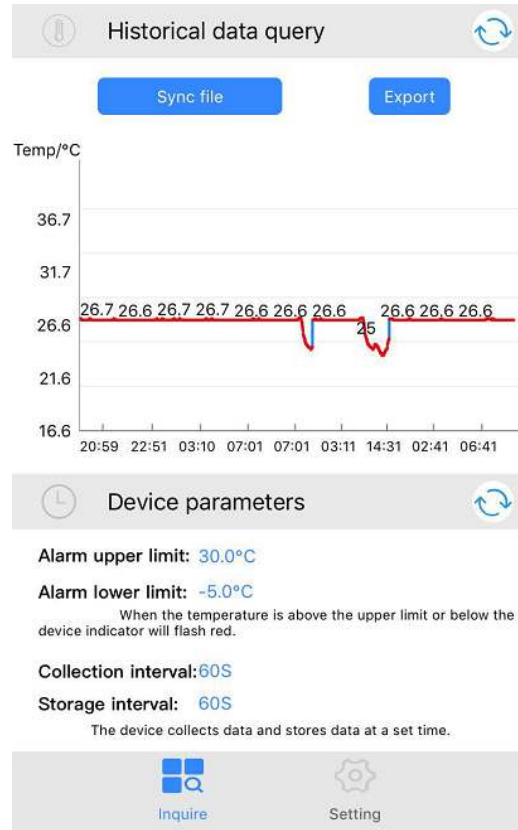 Historical data query
Sync file Export
Temp/°C
36.7
31.7
26.7 26.6 26.7 26.7 26.6 26.6 26.6 26.6 26.6 26.6
26.6 25
21.6
16.6
20:59 22:51 03:10 07:01 07:01 03:11 14:31 02:41 06:41
Device parameters
Alarm upper limit: 30.0°C
Alarm lower limit: -5.0°C
When the temperature is above the upper limit or below the
device indicator will flash red.
Collection interval:60S
Storage interval: 60S
The device collects data and stores data at a set time.
Inquire Setting